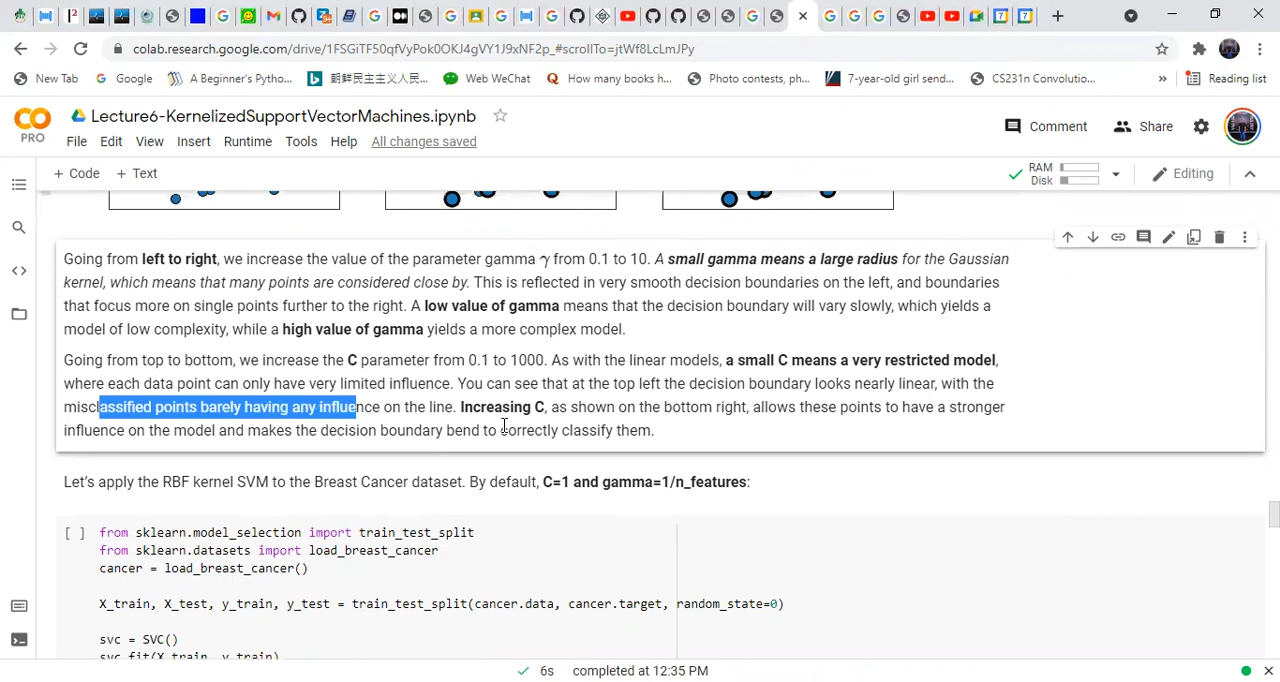 colab.research.google.com/drive/1FSGiTF50qfVyPok0OKJ4gVY1J9xNF2p_#scrollTo=jtWf8LcLmJPy
New Tab Google A Beginner's Pytho... 朝鮮民主主义人民... Web WeChat How many books h... Photo contests, ph... 7-year-old girl send... CS231n Convolutio... » Reading list
Lecture6-KernelizedSupportVectorMachines.ipynb
Comment Share
CO
PRO
File Edit View Insert Runtime Tools Help All changes saved
+ Code + Text
RAM
Disk
Editing
Going from left to right, we increase the value of the parameter gamma γ from 0.1 to 10. A small gamma means a large radius for the Gaussian
kernel, which means that many points are considered close by. This is reflected in very smooth decision boundaries on the left, and boundaries
that focus more on single points further to the right. A low value of gamma means that the decision boundary will vary slowly, which yields a
model of low complexity, while a high value of gamma yields a more complex model.
Going from top to bottom, we increase the C parameter from 0.1 to 1000. As with the linear models, a small C means a very restricted model,
where each data point can only have very limited influence. You can see that at the top left the decision boundary looks nearly linear, with the
misclassified points barely having any influence on the line. Increasing C, as shown on the bottom right, allows these points to have a stronger
influence on the model and makes the decision boundary bend to correctly classify them.
Let's apply the RBF kernel SVM to the Breast Cancer dataset. By default, C=1 and gamma=1/n_features:
[ ] from sklearn.model_selection import train_test_split
from sklearn.datasets import load_breast_cancer
cancer = load_breast_cancer()
X_train, X_test, y_train, y_test = train_test_split(cancer.data, cancer.target, random_state=0)
svc = SVC()
svc.fit(X_train, y_train)
6s completed at 12:35 PM